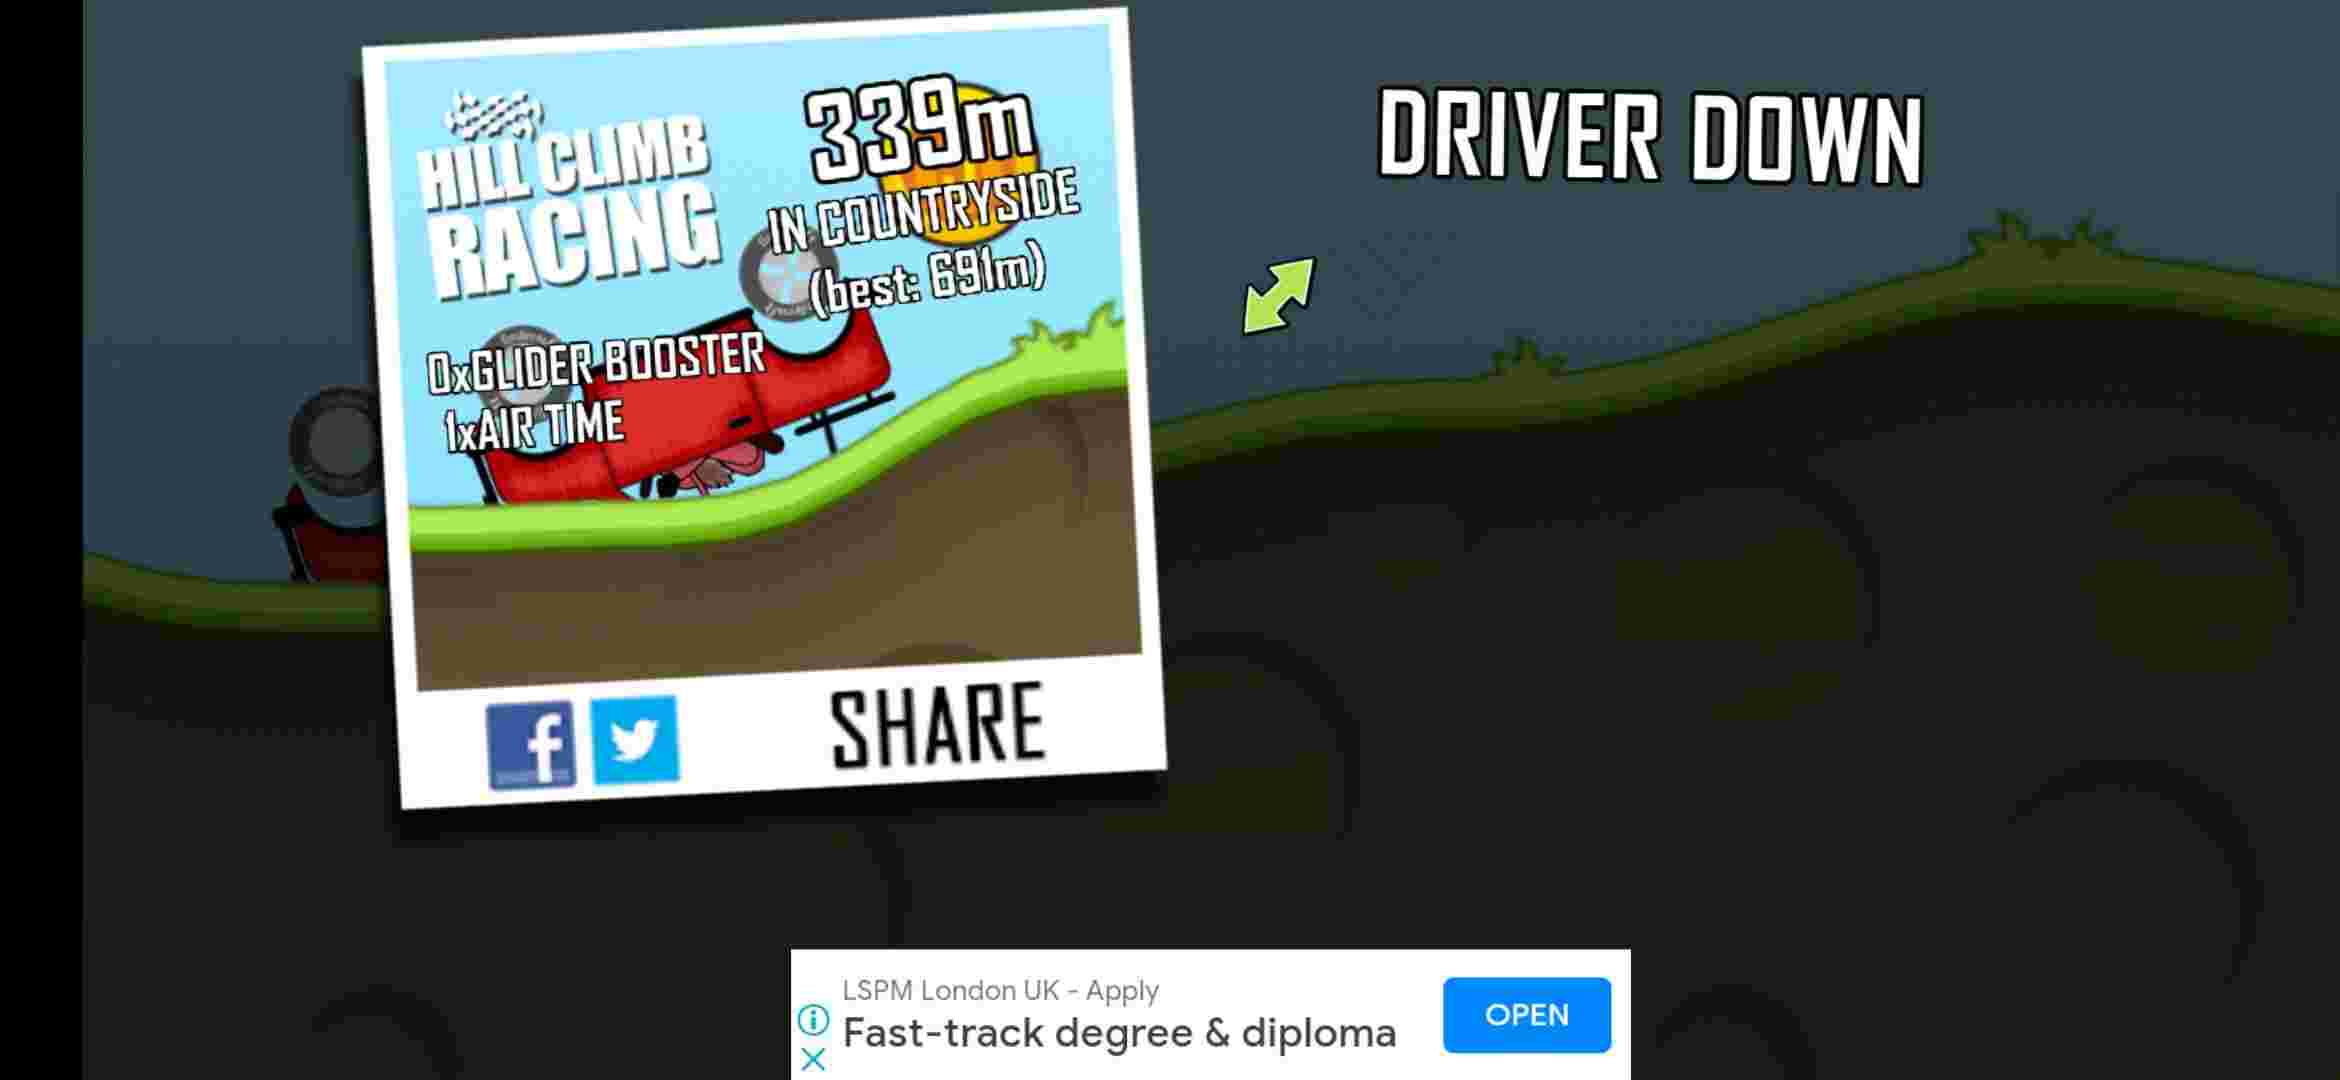 HILL CLIMB
RACING
339m
IN COUNTRYSIDE
(best: 691m)
0xGLIDER BOOSTER
1xAIR TIME
f
SHARE
DRIVER DOWN
LSPM London UK - Apply
Fast-track degree & diploma
OPEN